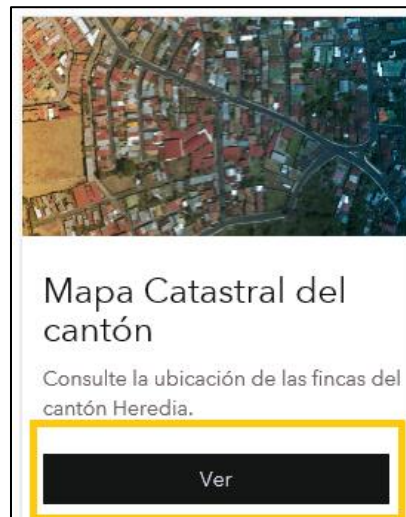 Mapa Catastral del
cantón
Consulte la ubicación de las fincas del
cantón Heredia.
Ver